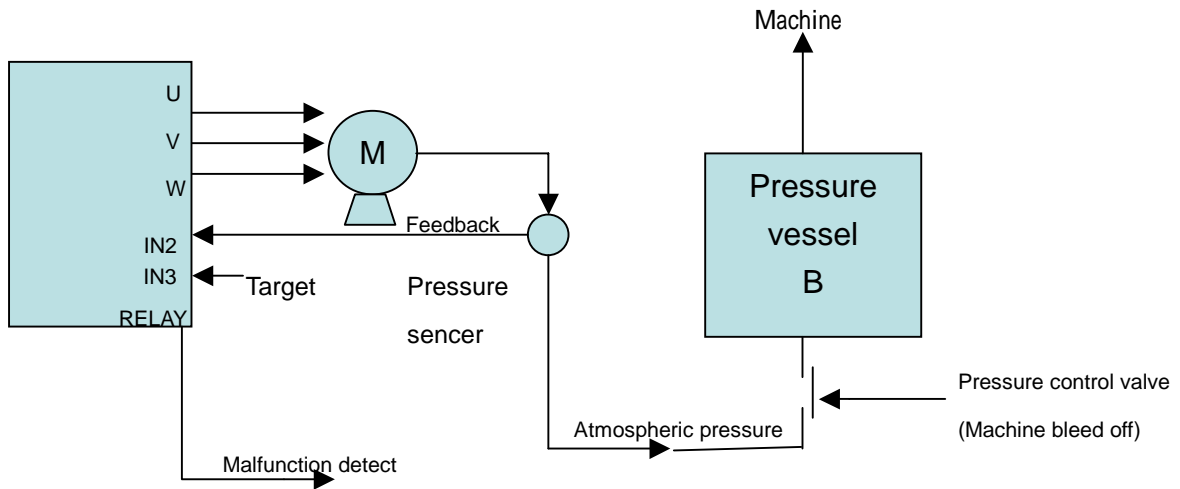 Machine
U
V
W
M
Feedback
IN2
IN3
Target
RELAY
Pressure
sencer
Pressure
vessel
B
Pressure control valve
(Machine bleed off)
Atmospheric pressure
Malfunction detect